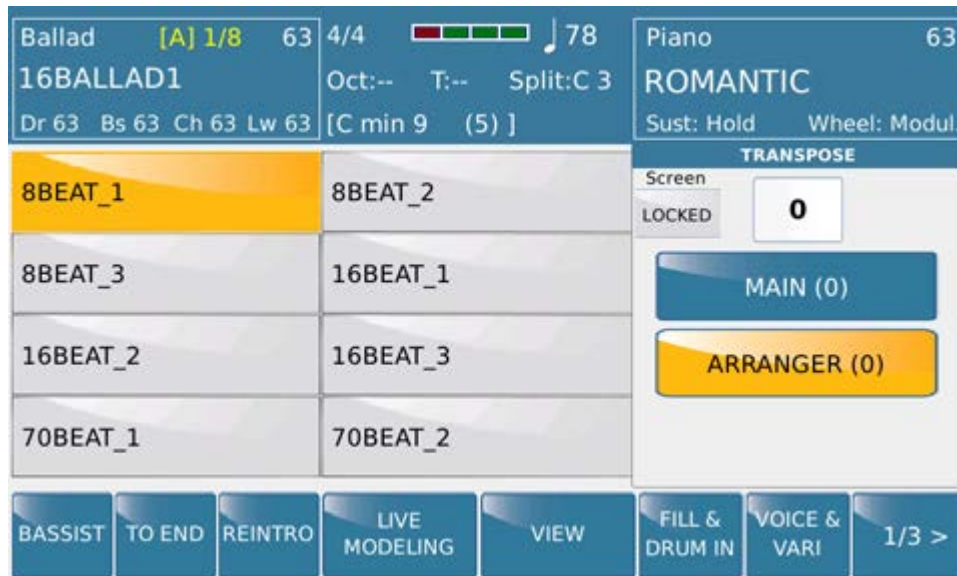 Ballad [A] 1/8 63
16BALLAD1
Dr 63 Bs 63 Ch 63 Lw 63
4/4 78
Oct:-- T:-- Split:C 3
[C min 9 (5) ]
Piano 63
ROMANTIC
Sust: Hold Wheel: Modul.
8BEAT_1
8BEAT_2
8BEAT_3
16BEAT_1
16BEAT_2
16BEAT_3
70BEAT_1
70BEAT_2
TRANSPOSE
Screen
LOCKED
0
MAIN (0)
ARRANGER (0)
BASSIST
TO END
REINTRO
LIVE
MODELING
VIEW
FILL &
DRUM IN
VOICE &
VARI
1/3 >